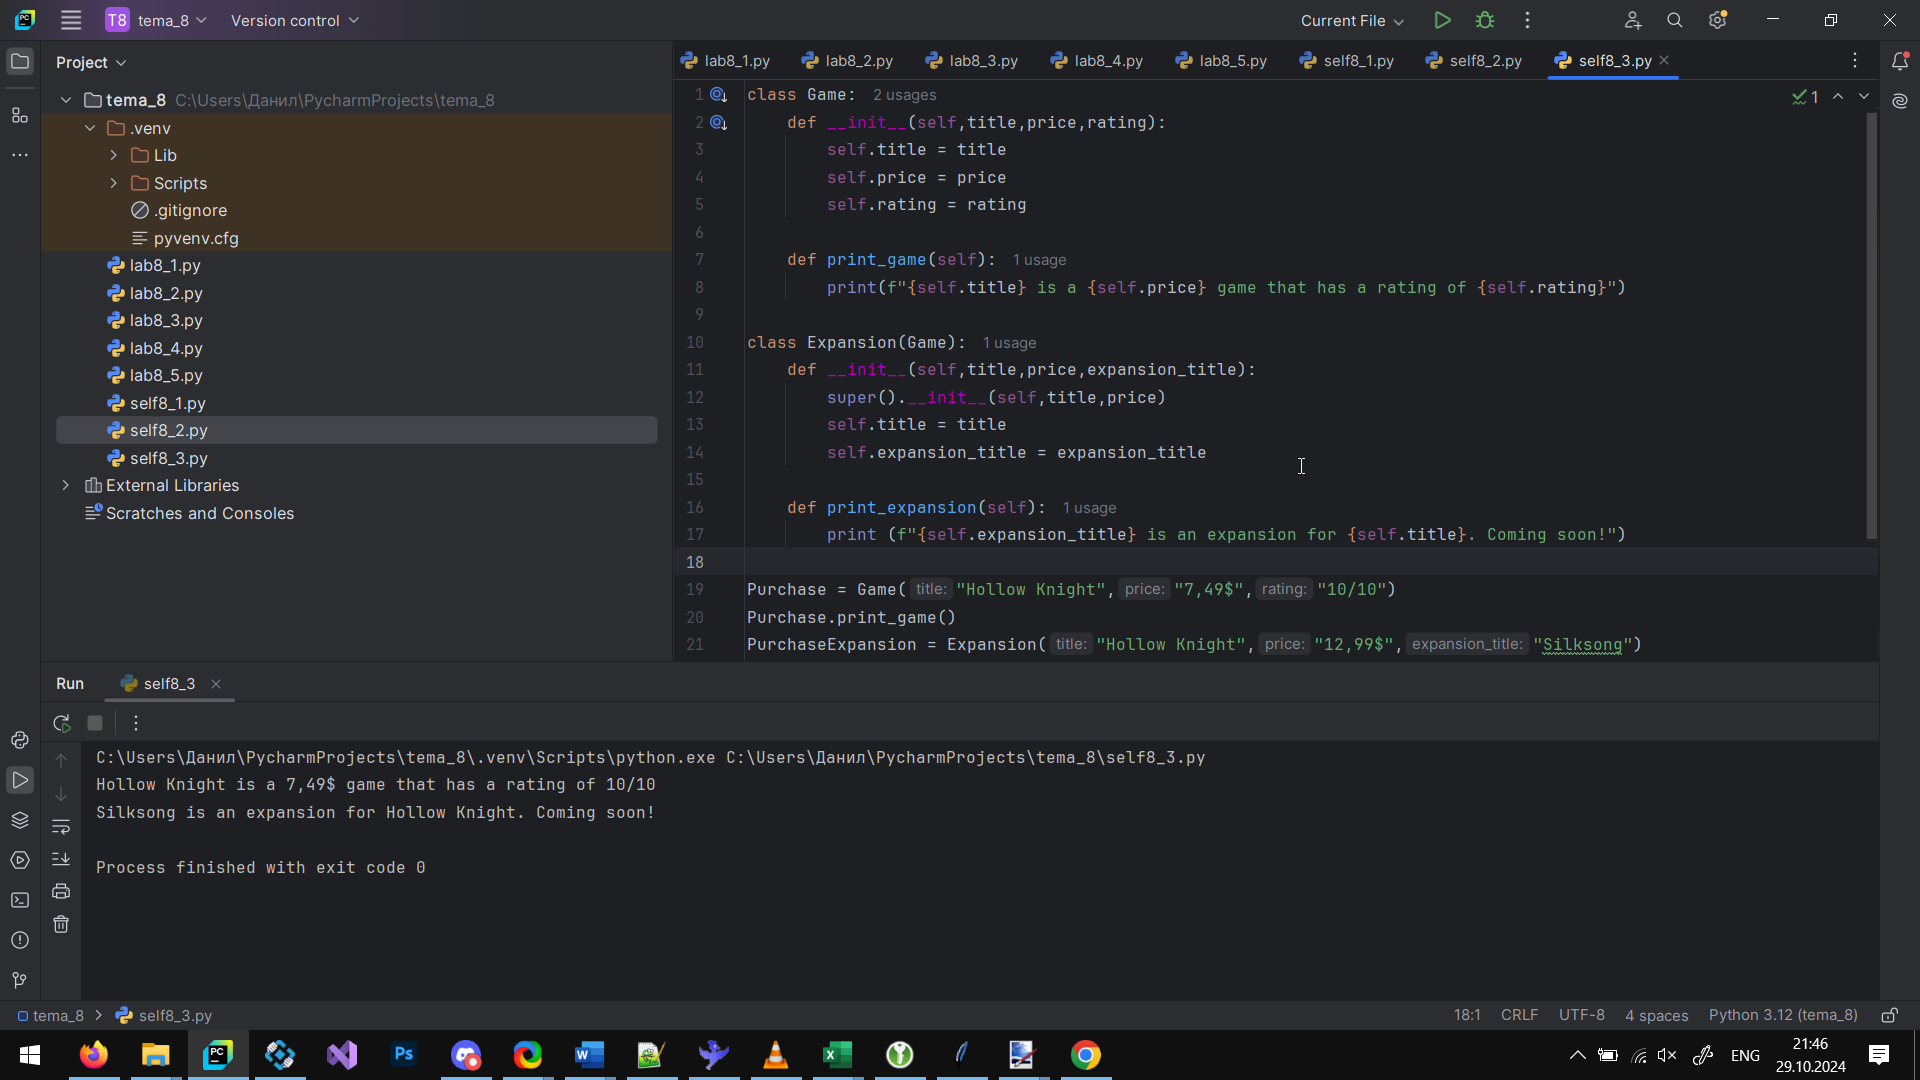 T8 tema_8 Version control Current File
Project
lab8_1.py lab8_2.py lab8_3.py lab8_4.py lab8_5.py self8_1.py self8_2.py self8_3.py
tema_8 C:\Users\Данил\PycharmProjects\tema_8
.venv
Lib
Scripts
.gitignore
pyvenv.cfg
lab8_1.py
lab8_2.py
lab8_3.py
lab8_4.py
lab8_5.py
self8_1.py
self8_2.py
self8_3.py
External Libraries
Scratches and Consoles
1 class Game: 2 usages 1
2 def __init__(self,title,price,rating):
3 self.title = title
4 self.price = price
5 self.rating = rating
6
7 def print_game(self): 1 usage
8 print(f"{self.title} is a {self.price} game that has a rating of {self.rating}")
9
10 class Expansion(Game): 1 usage
11 def __init__(self,title,price,expansion_title):
12 super().__init__(self,title,price)
13 self.title = title
14 self.expansion_title = expansion_title
15
16 def print_expansion(self): 1 usage
17 print (f"{self.expansion_title} is an expansion for {self.title}. Coming soon!")
18
19 Purchase = Game( title: "Hollow Knight", price: "7,49$", rating: "10/10")
20 Purchase.print_game()
21 PurchaseExpansion = Expansion( title: "Hollow Knight", price: "12,99$", expansion_title: "Silksong")
Run self8_3
C:\Users\Данил\PycharmProjects\tema_8\.venv\Scripts\python.exe C:\Users\Данил\PycharmProjects\tema_8\self8_3.py
Hollow Knight is a 7,49$ game that has a rating of 10/10
Silksong is an expansion for Hollow Knight. Coming soon!
Process finished with exit code 0
tema_8 self8_3.py 18:1 CRLF UTF-8 4 spaces Python 3.12 (tema_8)
ENG
21:46
29.10.2024